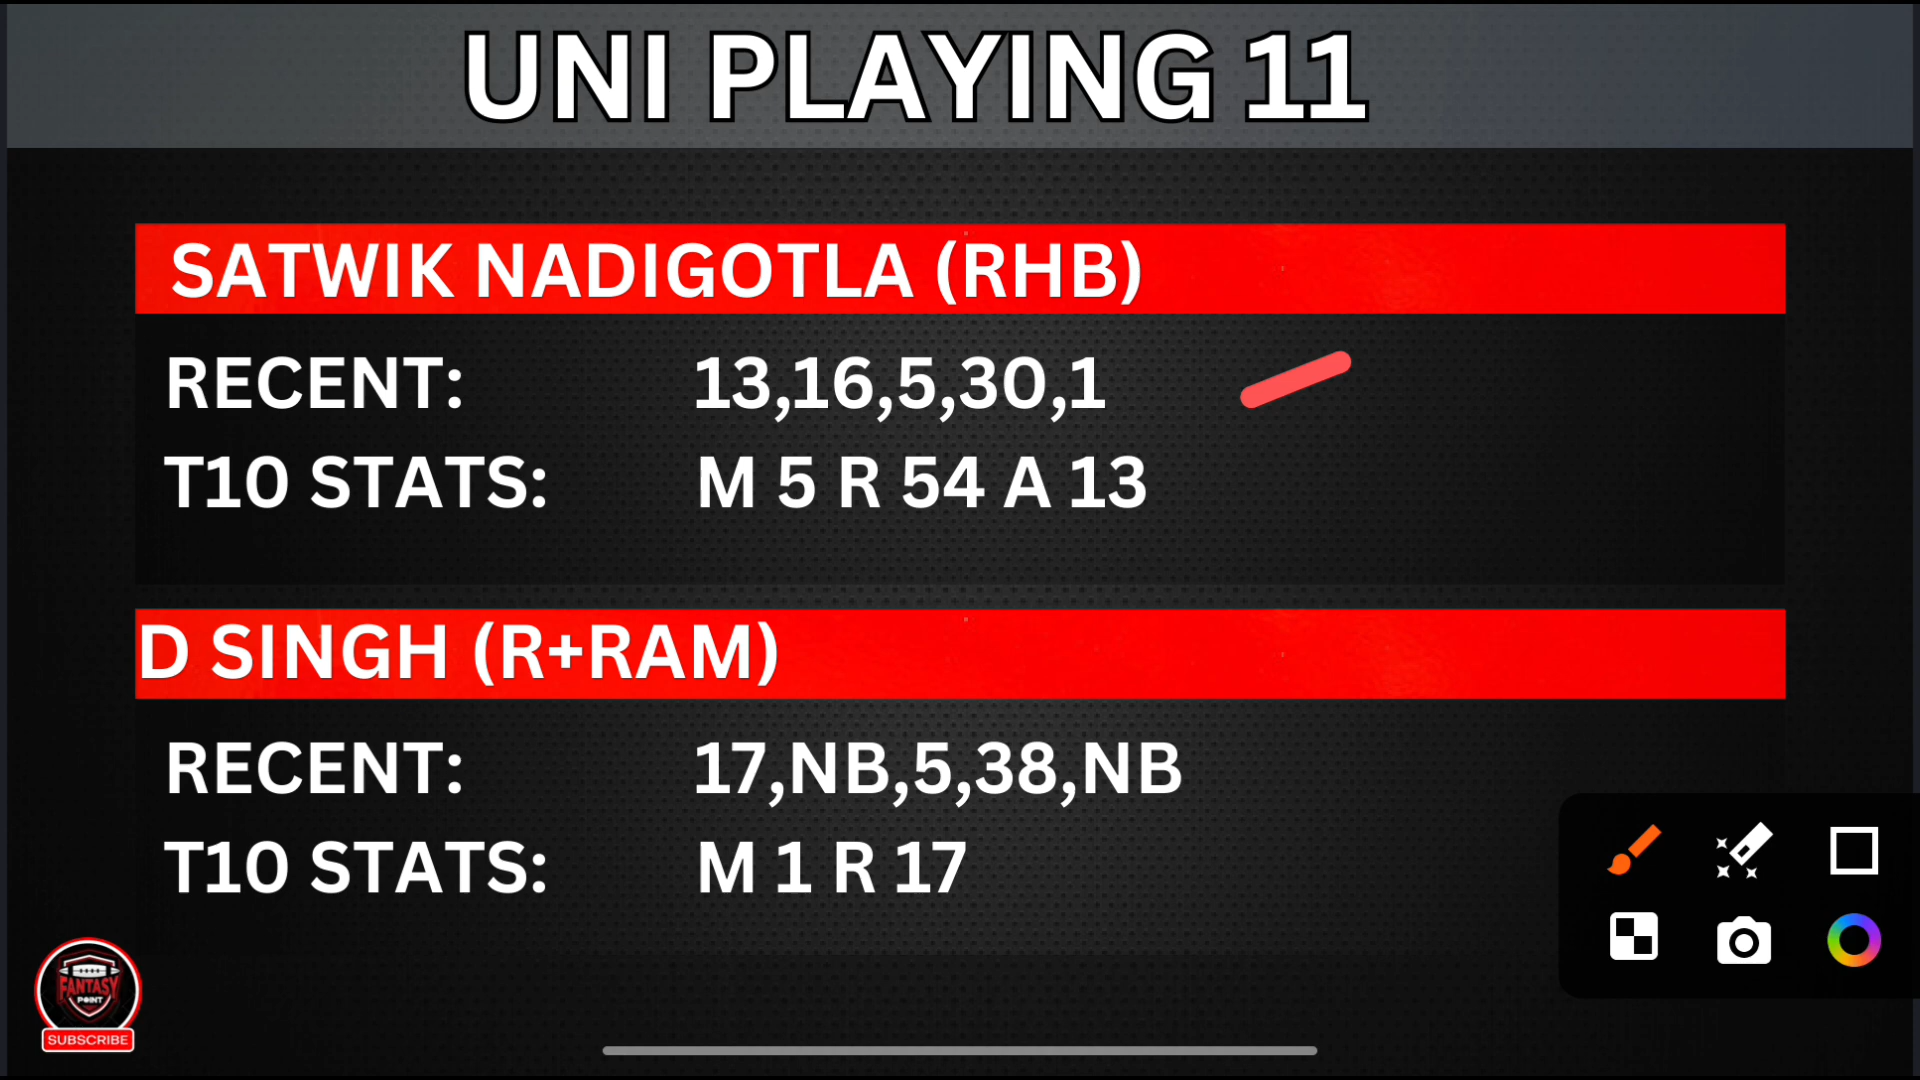 UNI PLAYING 11
SATWIK NADIGOTLA (RHB)
RECENT: 13,16,5,30,1
T10 STATS: M 5 R 54 A 13
D SINGH (R+RAM)
RECENT: 17,NB,5,38,NB
T10 STATS: M 1 R 17
FANTASY
POINT
SUBSCRIBE